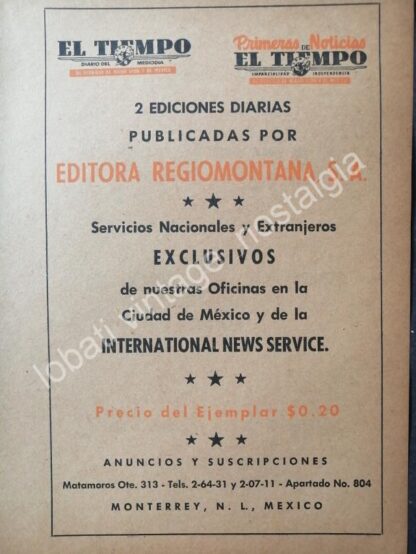 EL TIEMPO
DIARIO DEL MEDIODIA
Primeras Noticias
DE
EL TIEMPO
IMPARCIALIDAD INDEPENDENCIA
2 EDICIONES DIARIAS
PUBLICADAS POR
EDITORA REGIOMONTANA, S. A.
Servicios Nacionales y Extranjeros
EXCLUSIVOS
de nuestras Oficinas en la
Ciudad de México y de la
INTERNATIONAL NEWS SERVICE.
Precio del Ejemplar $0.20
ANUNCIOS Y SUSCRIPCIONES
Matamoros Ote. 313 - Tels. 2-64-31 y 2-07-11 - Apartado No. 804
MONTERREY, N. L., MEXICO
lobati vintage nostalgia